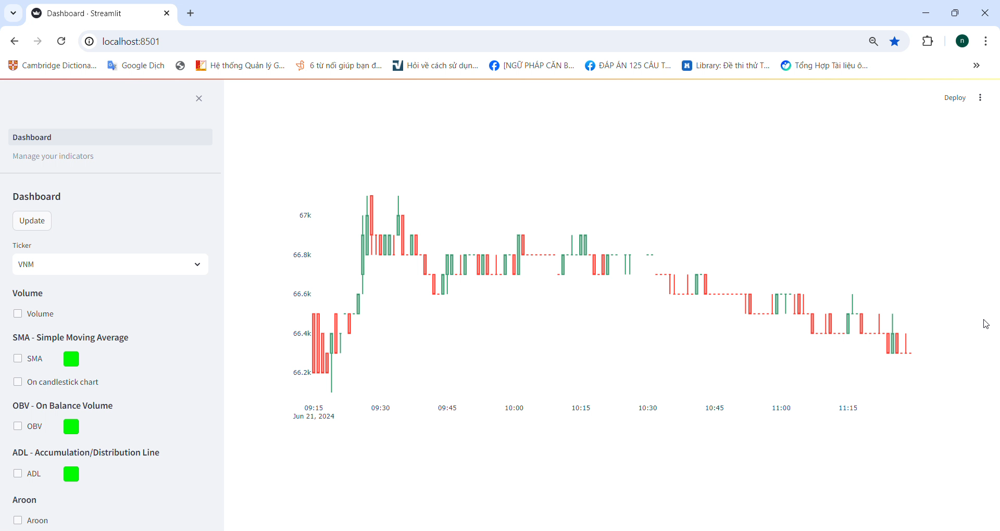 Dashboard · Streamlit
localhost:8501
n
Cambridge Dictiona...
Google Dịch
Hệ thống Quản lý G...
6 từ nối giúp bạn đ...
Hỏi về cách sử dụn...
[NGỮ PHÁP CĂN B...
ĐÁP ÁN 125 CÂU T...
Library: Đề thi thử T...
Tổng Hợp Tài liệu ô...
Deploy
Dashboard
Manage your indicators
Dashboard
Update
Ticker
VNM
Volume
Volume
SMA - Simple Moving Average
SMA
On candlestick chart
OBV - On Balance Volume
OBV
ADL - Accumulation/Distribution Line
ADL
Aroon
Aroon
67k
66.8k
66.6k
66.4k
66.2k
09:15 09:30 09:45 10:00 10:15 10:30 10:45 11:00 11:15
Jun 21, 2024